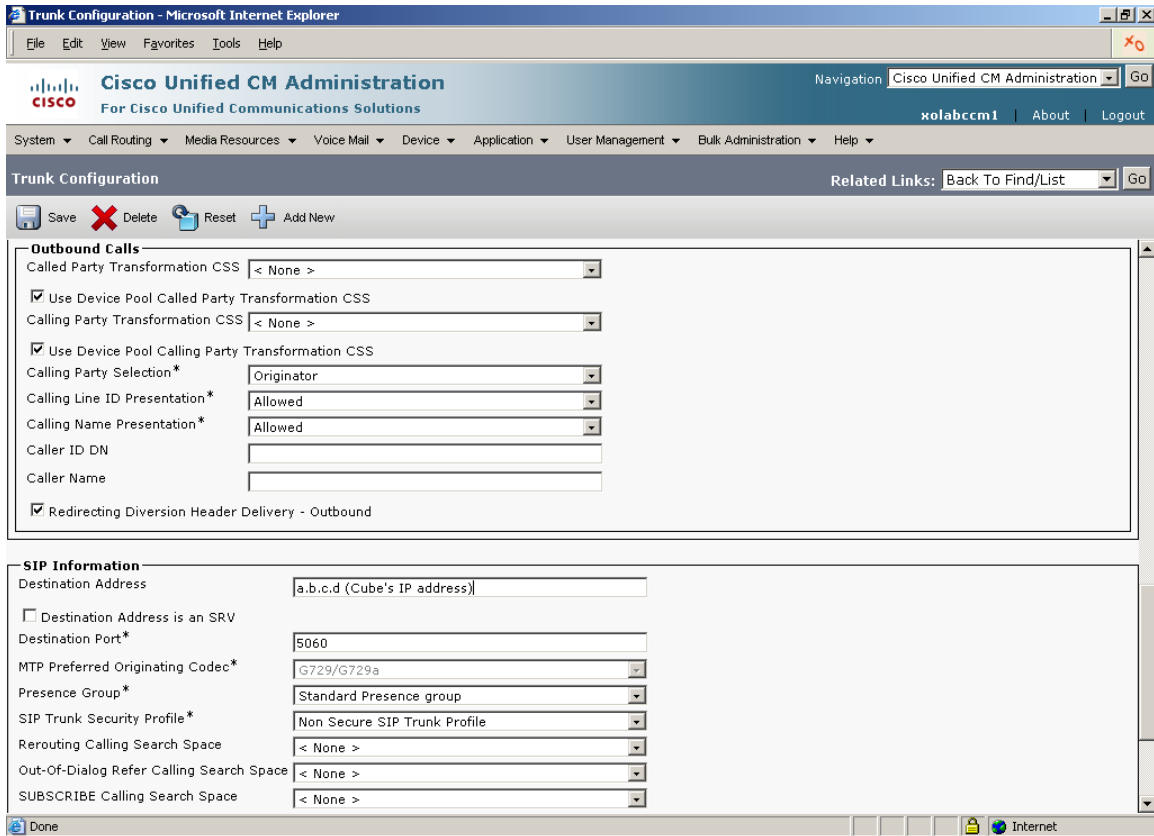 Trunk Configuration - Microsoft Internet Explorer
File Edit View Favorites Tools Help
Cisco Unified CM Administration
For Cisco Unified Communications Solutions
CISCO
Navigation Cisco Unified CM Administration Go
xolabccm1 | About | Logout
System Call Routing Media Resources Voice Mail Device Application User Management Bulk Administration Help
Trunk Configuration
Related Links: Back To Find/List Go
Save Delete Reset Add New
Outbound Calls
Called Party Transformation CSS < None >
Use Device Pool Called Party Transformation CSS
Calling Party Transformation CSS < None >
Use Device Pool Calling Party Transformation CSS
Calling Party Selection* Originator
Calling Line ID Presentation* Allowed
Calling Name Presentation* Allowed
Caller ID DN
Caller Name
Redirecting Diversion Header Delivery - Outbound
SIP Information
Destination Address a.b.c.d (Cube's IP address)
Destination Address is an SRV
Destination Port* 5060
MTP Preferred Originating Codec* G729/G729a
Presence Group* Standard Presence group
SIP Trunk Security Profile* Non Secure SIP Trunk Profile
Rerouting Calling Search Space < None >
Out-Of-Dialog Refer Calling Search Space < None >
SUBSCRIBE Calling Search Space < None >
Done
Internet